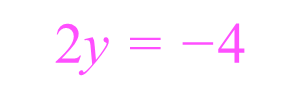 2y = −4